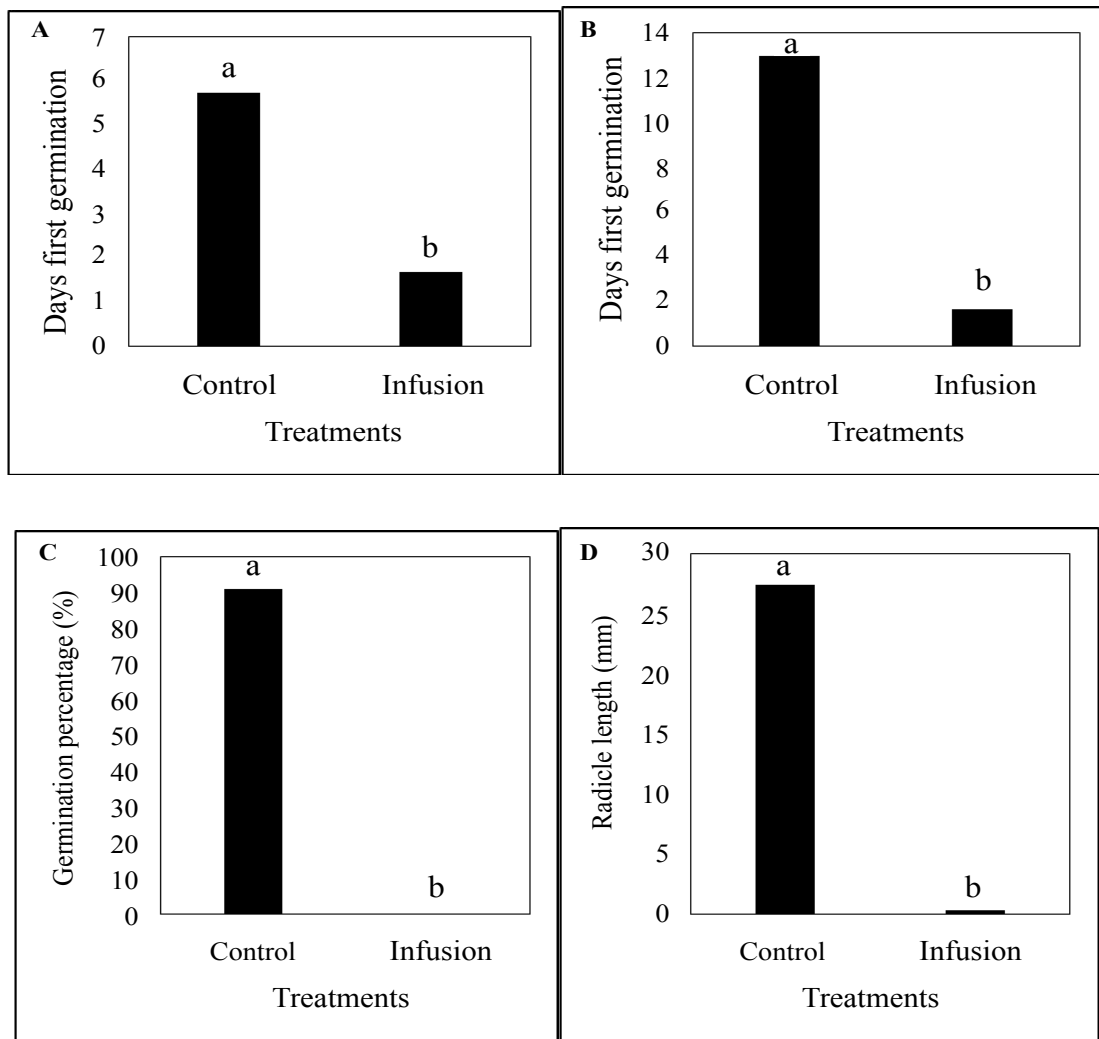 A
Days first germination
7
6
5
4
3
2
1
0
a
b
Control Infusion
Treatments
B
Days first germination
14
12
10
8
6
4
2
0
a
b
Control Infusion
Treatments
C
Germination percentage (%)
100
90
80
70
60
50
40
30
20
10
0
a
b
Control Infusion
Treatments
D
Radicle length (mm)
30
25
20
15
10
5
0
a
b
Control Infusion
Treatments